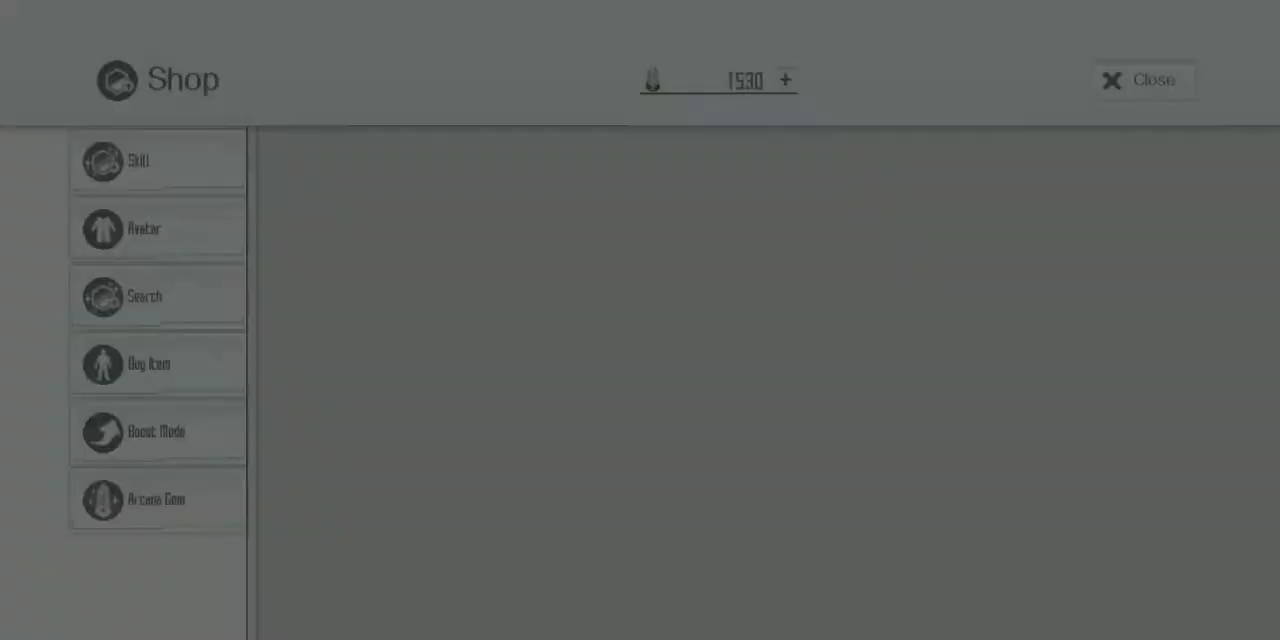 Shop
1530 +
Close
Skill
Avatar
Search
Buy Item
Boost Mode
Arcana Gem